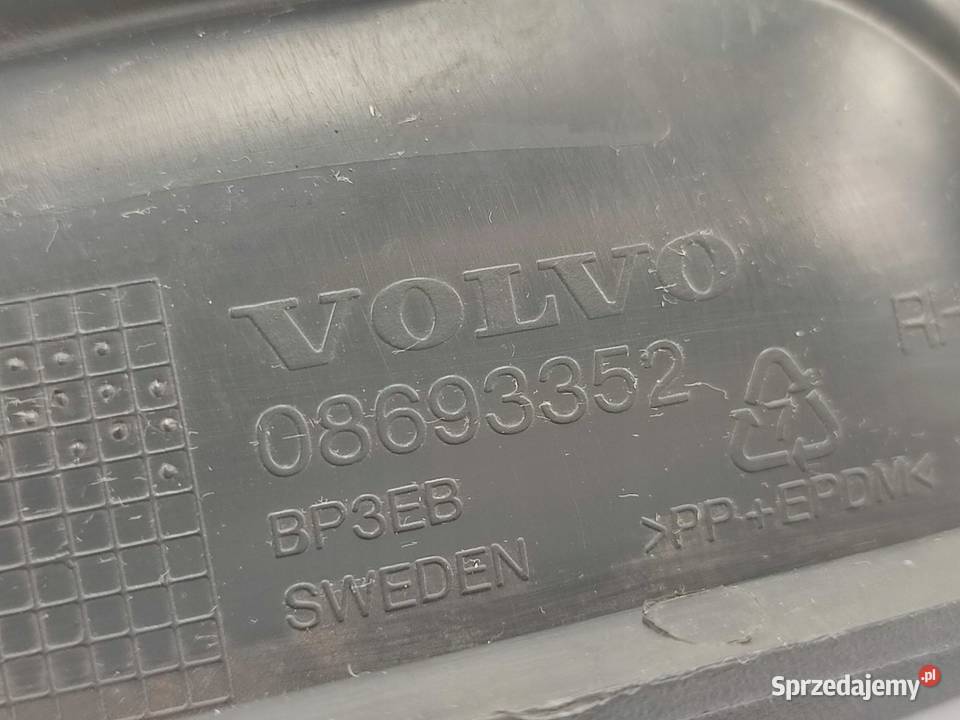 VOLVO
08693352
BP3EB
SWEDEN
>PP+EPDM<
Sprzedajemy.pl